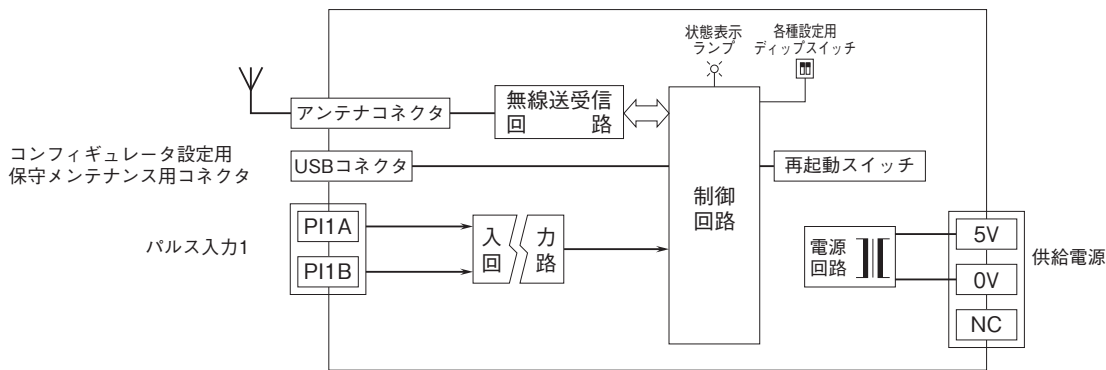 状態表示
ランプ
各種設定用
ディップスイッチ
アンテナコネクタ
無線送受信
回 路
コンフィギュレータ設定用
保守メンテナンス用コネクタ
USBコネクタ
再起動スイッチ
制御
回路
パルス入力1
PI1A
PI1B
入 力
回 路
電源
回路
5V
0V
NC
供給電源